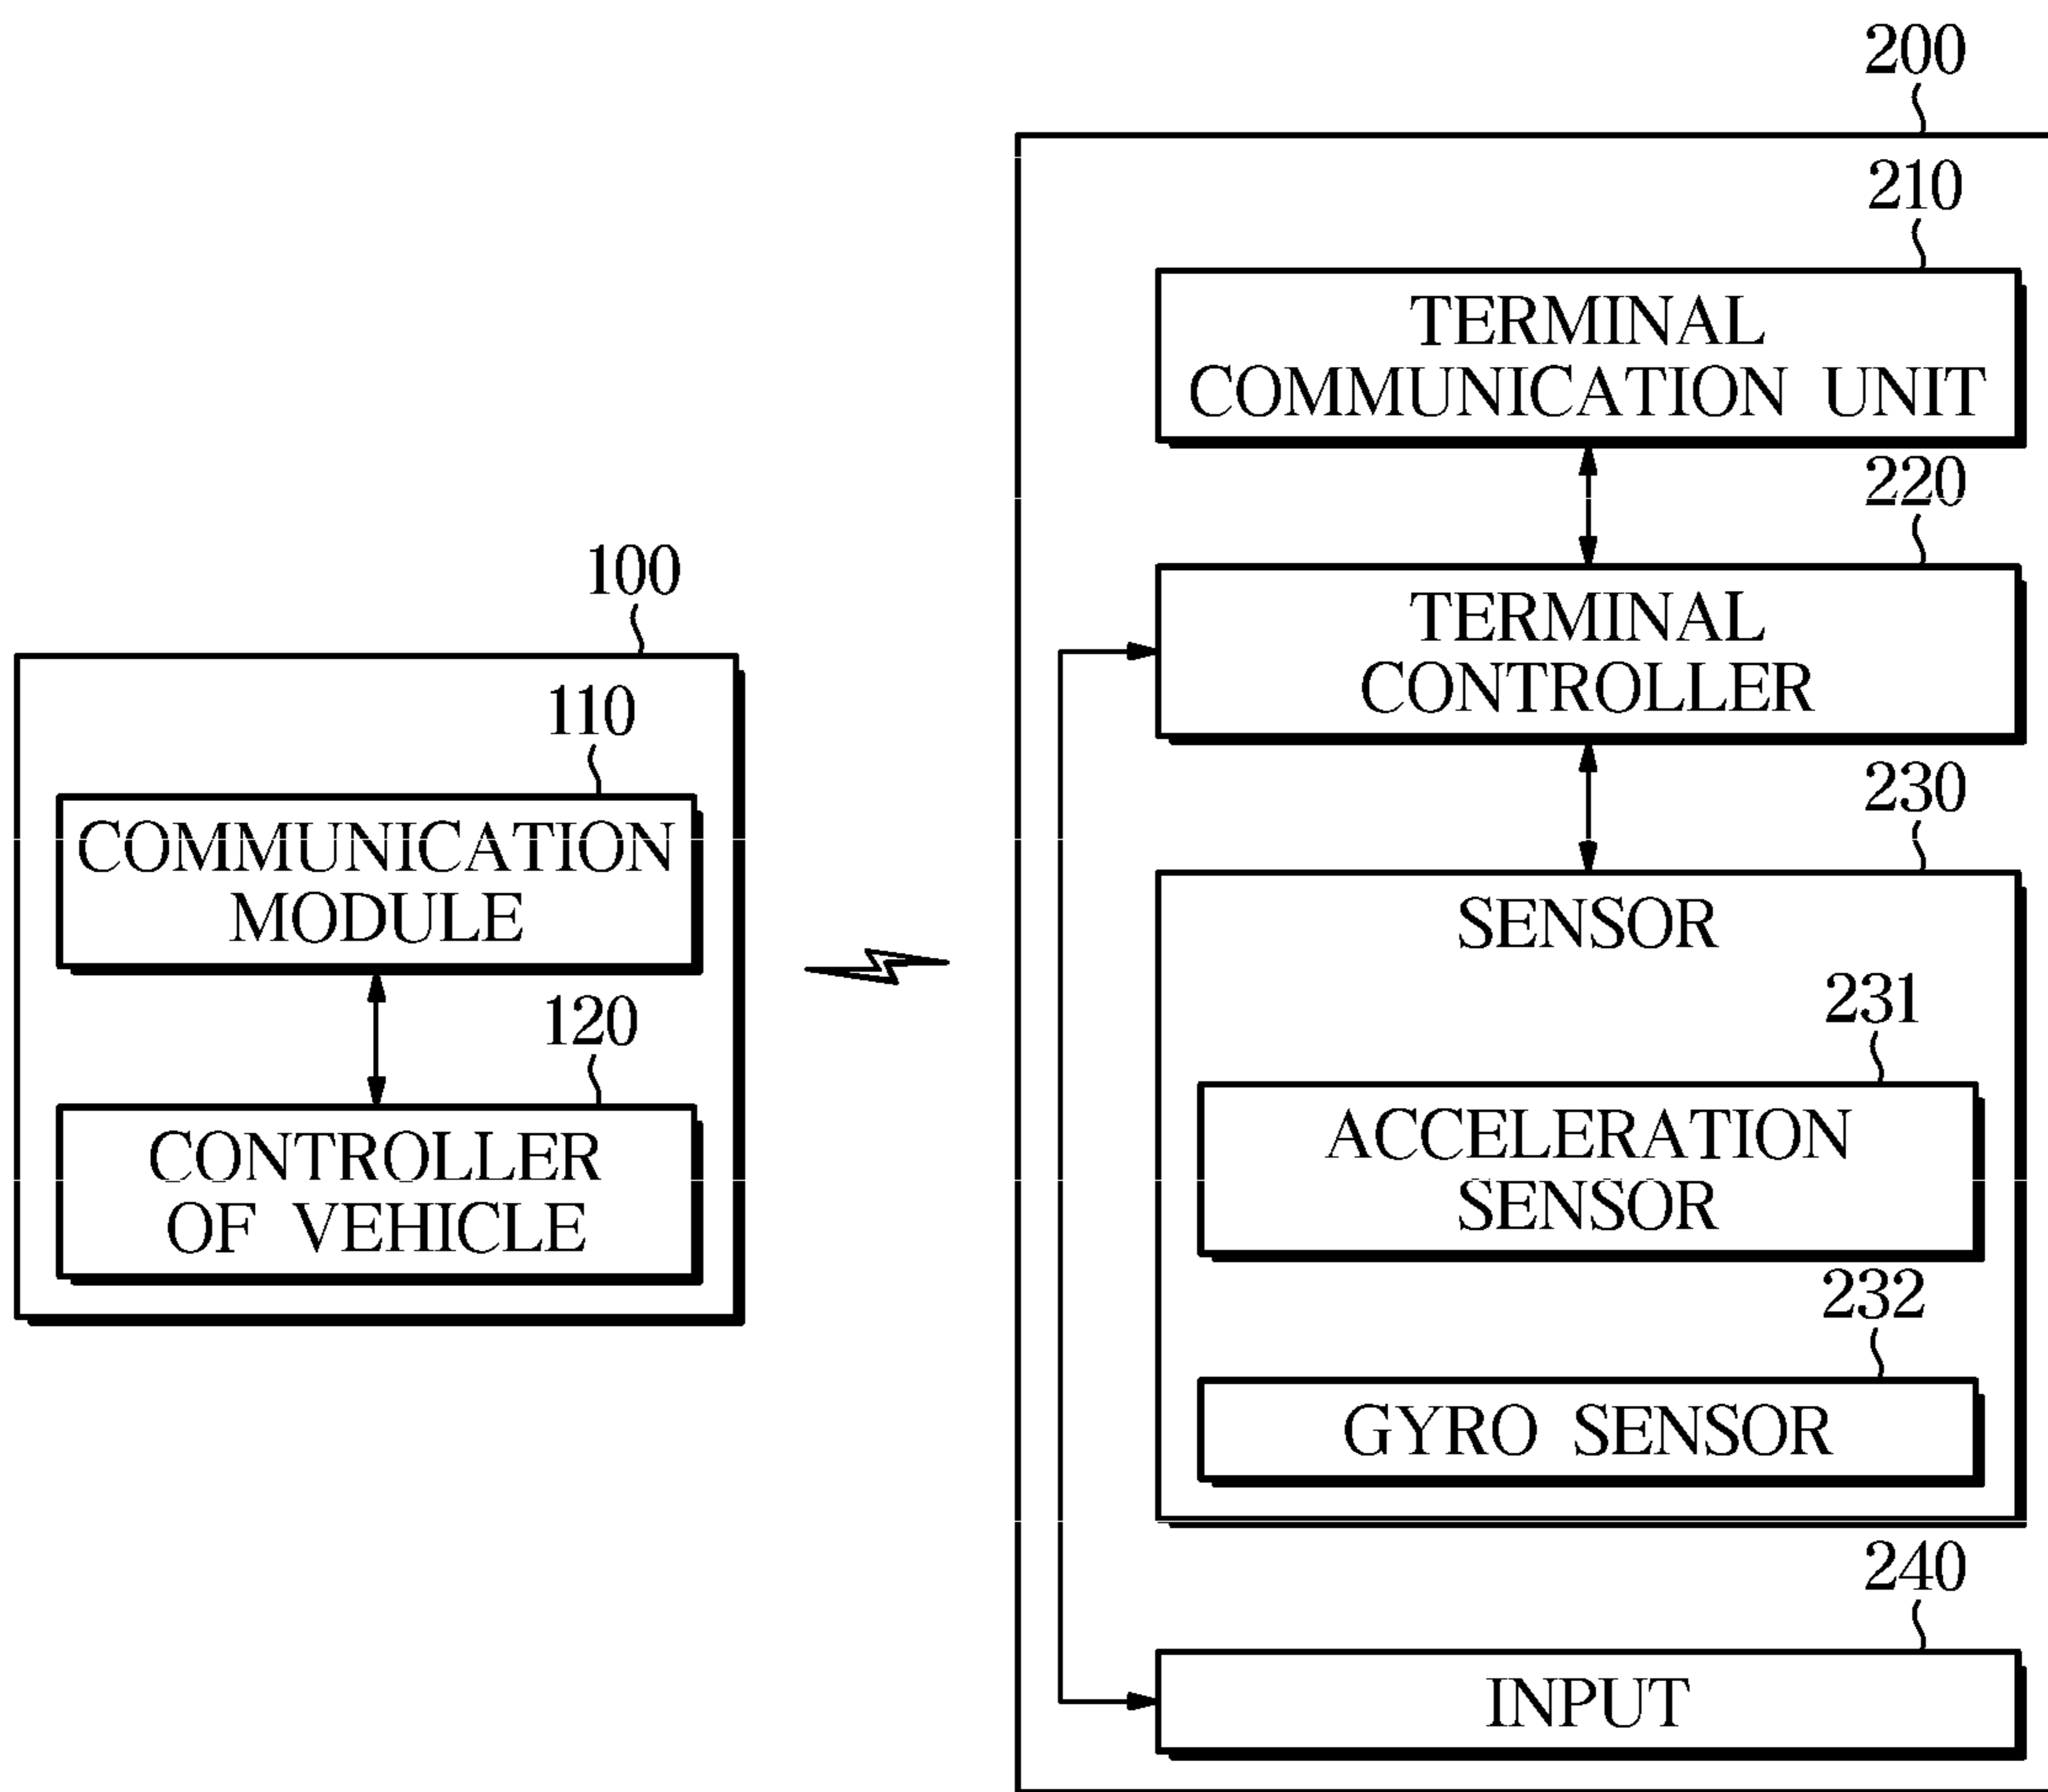 100
110
COMMUNICATION
MODULE
120
CONTROLLER
OF VEHICLE
200
210
TERMINAL
COMMUNICATION UNIT
220
TERMINAL
CONTROLLER
230
SENSOR
231
ACCELERATION
SENSOR
232
GYRO SENSOR
240
INPUT